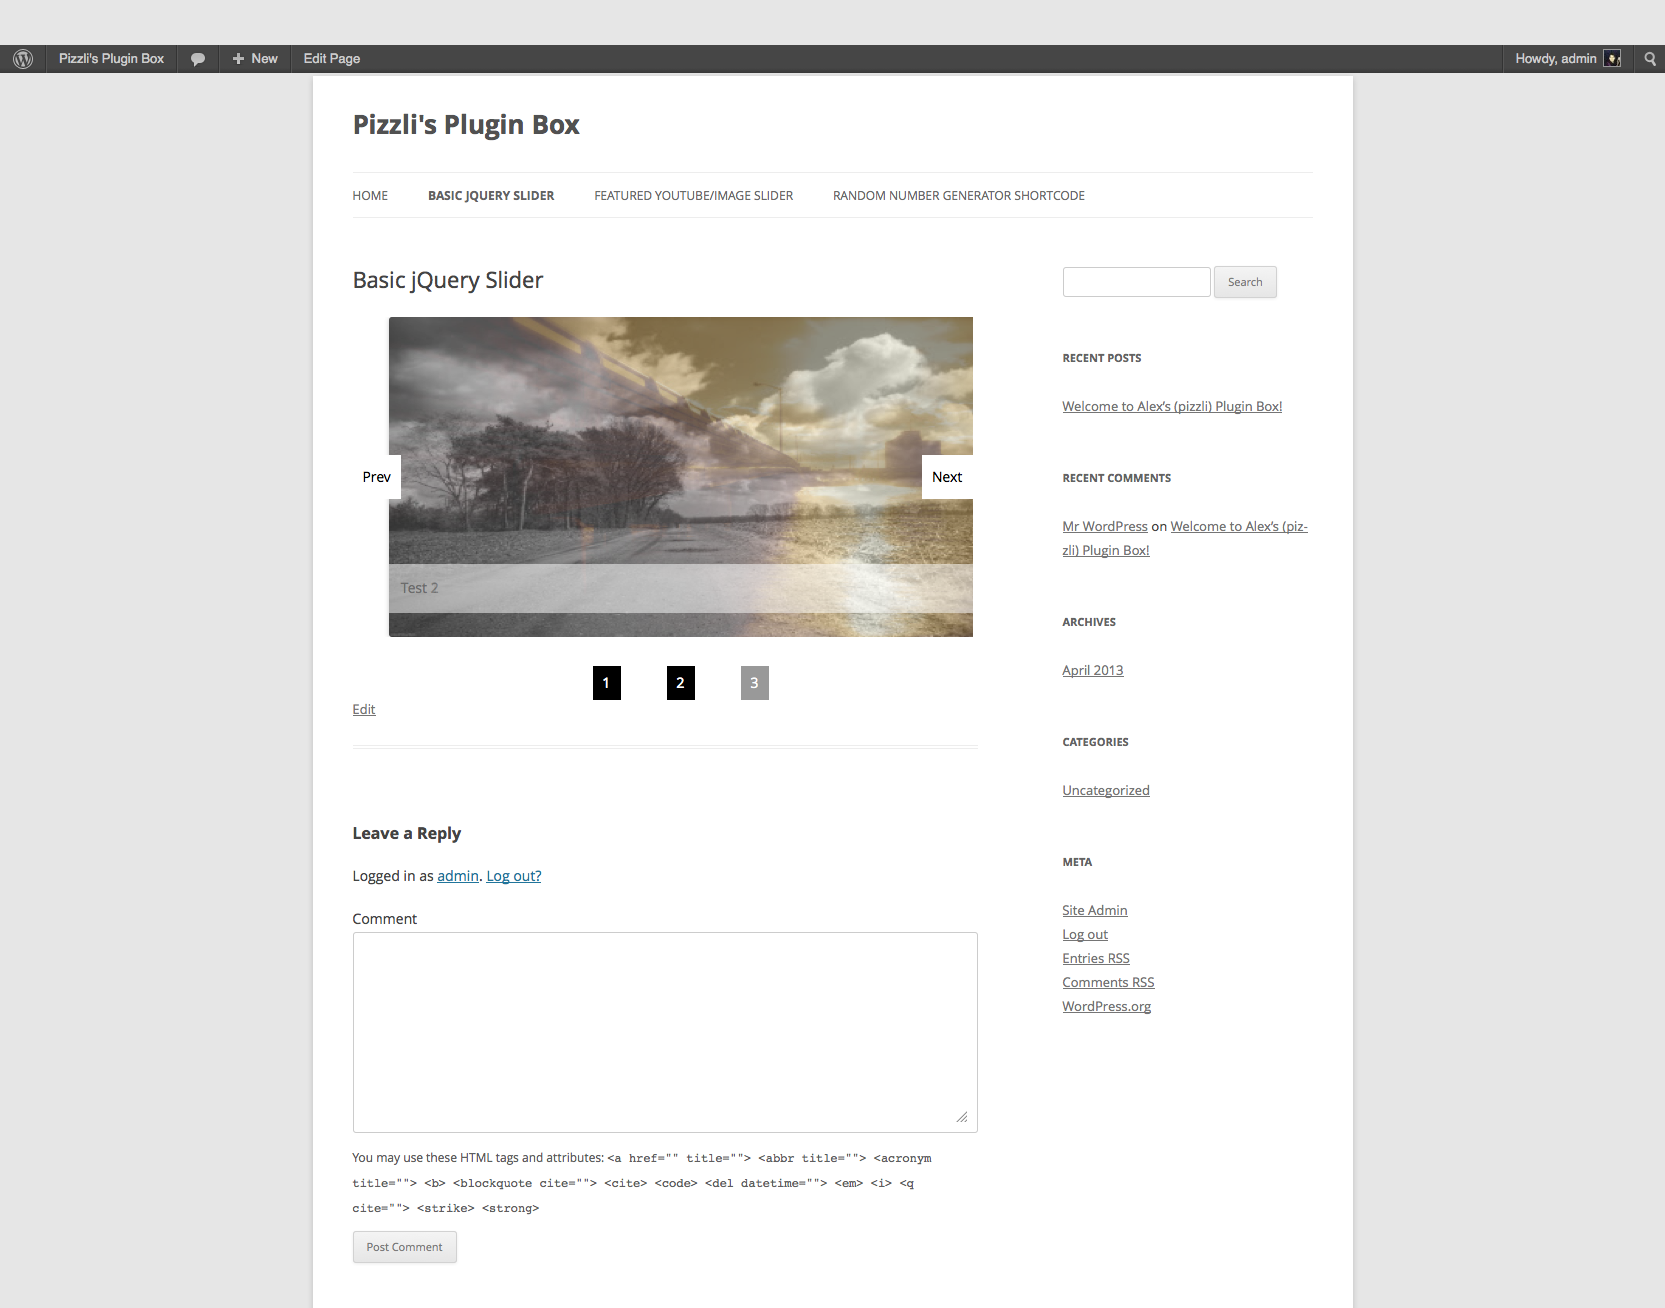 Pizzli's Plugin Box
New
Edit Page
Howdy, admin
Pizzli's Plugin Box
HOME
BASIC JQUERY SLIDER
FEATURED YOUTUBE/IMAGE SLIDER
RANDOM NUMBER GENERATOR SHORTCODE
Basic jQuery Slider
Prev
Next
Test 2
1
2
3
Edit
Leave a Reply
Logged in as admin. Log out?
Comment
You may use these HTML tags and attributes: <a href="" title=""> <abbr title=""> <acronym
title=""> <b> <blockquote cite=""> <cite> <code> <del datetime=""> <em> <i> <q
cite=""> <strike> <strong>
Post Comment
Search
RECENT POSTS
Welcome to Alex's (pizzli) Plugin Box!
RECENT COMMENTS
Mr WordPress on Welcome to Alex's (piz-
zli) Plugin Box!
ARCHIVES
April 2013
CATEGORIES
Uncategorized
META
Site Admin
Log out
Entries RSS
Comments RSS
WordPress.org